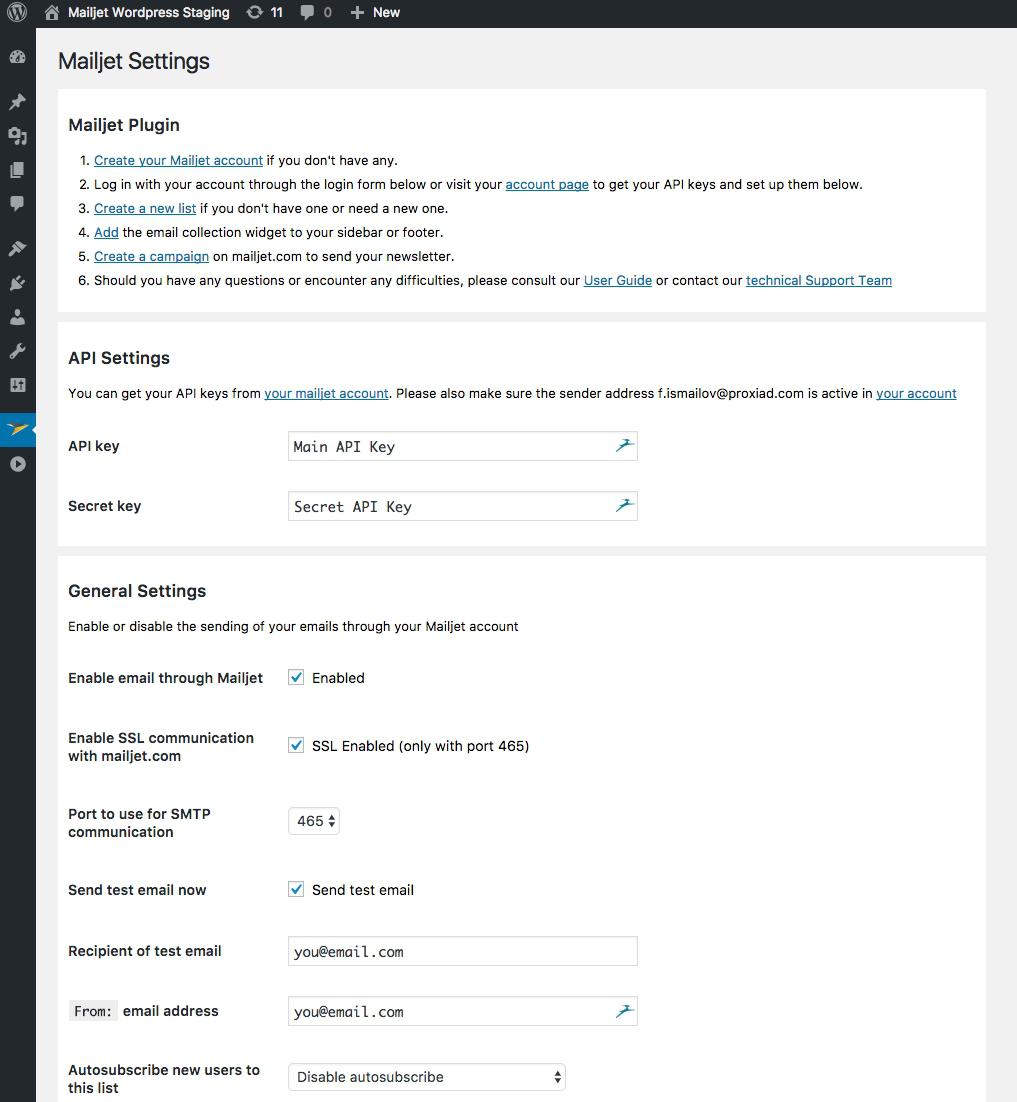 Mailjet Wordpress Staging 11 0 New
Mailjet Settings
Mailjet Plugin
1. Create your Mailjet account if you don't have any.
2. Log in with your account through the login form below or visit your account page to get your API keys and set up them below.
3. Create a new list if you don't have one or need a new one.
4. Add the email collection widget to your sidebar or footer.
5. Create a campaign on mailjet.com to send your newsletter.
6. Should you have any questions or encounter any difficulties, please consult our User Guide or contact our technical Support Team
API Settings
You can get your API keys from your mailjet account. Please also make sure the sender address f.ismailov@proxiad.com is active in your account
API key Main API Key
Secret key Secret API Key
General Settings
Enable or disable the sending of your emails through your Mailjet account
Enable email through Mailjet Enabled
Enable SSL communication
with mailjet.com
SSL Enabled (only with port 465)
Port to use for SMTP
communication
465
Send test email now Send test email
Recipient of test email you@email.com
From: email address you@email.com
Autosubscribe new users to
this list
Disable autosubscribe